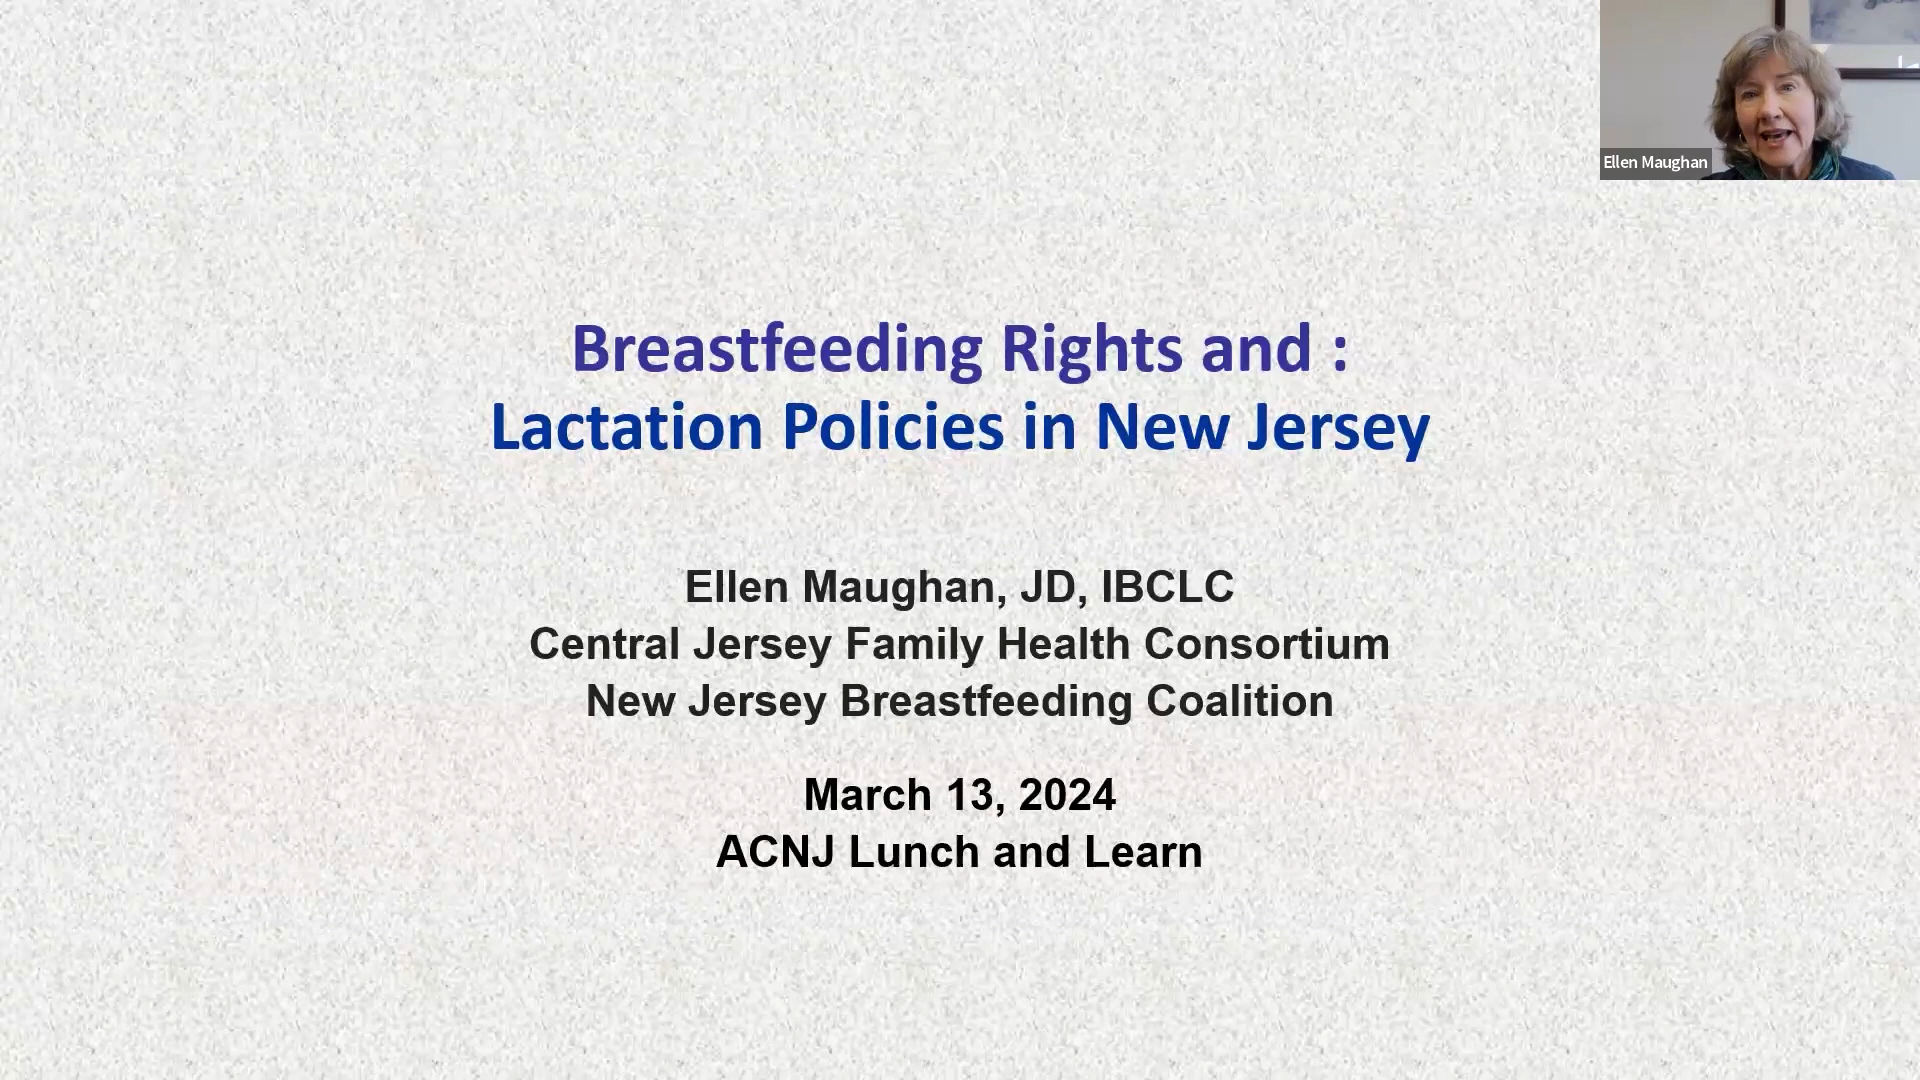 Ellen Maughan
Breastfeeding Rights and :
Lactation Policies in New Jersey
Ellen Maughan, JD, IBCLC
Central Jersey Family Health Consortium
New Jersey Breastfeeding Coalition
March 13, 2024
ACNJ Lunch and Learn